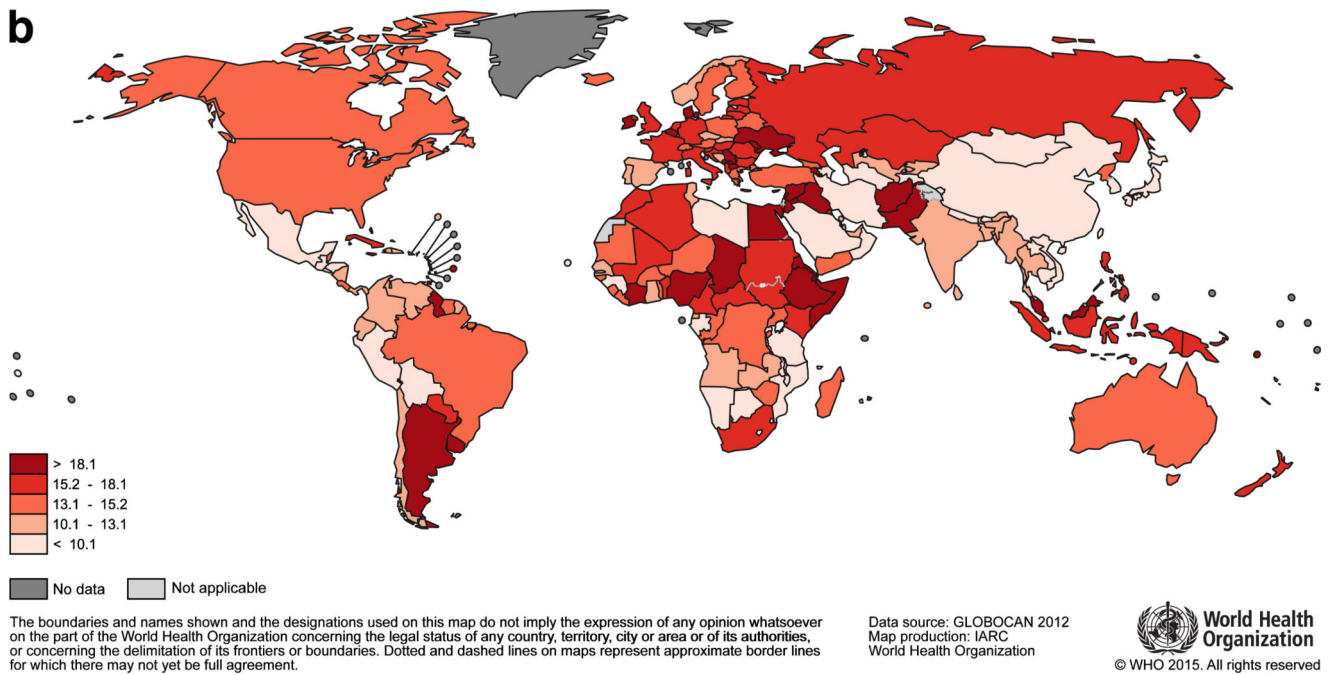 b
> 18.1
15.2 - 18.1
13.1 - 15.2
10.1 - 13.1
< 10.1
No data
Not applicable
The boundaries and names shown and the designations used on this map do not imply the expression of any opinion whatsoever
on the part of the World Health Organization concerning the legal status of any country, territory, city or area or of its authorities,
or concerning the delimitation of its frontiers or boundaries. Dotted and dashed lines on maps represent approximate border lines
for which there may not yet be full agreement.
Data source: GLOBOCAN 2012
Map production: IARC
World Health Organization
World Health
Organization
© WHO 2015. All rights reserved